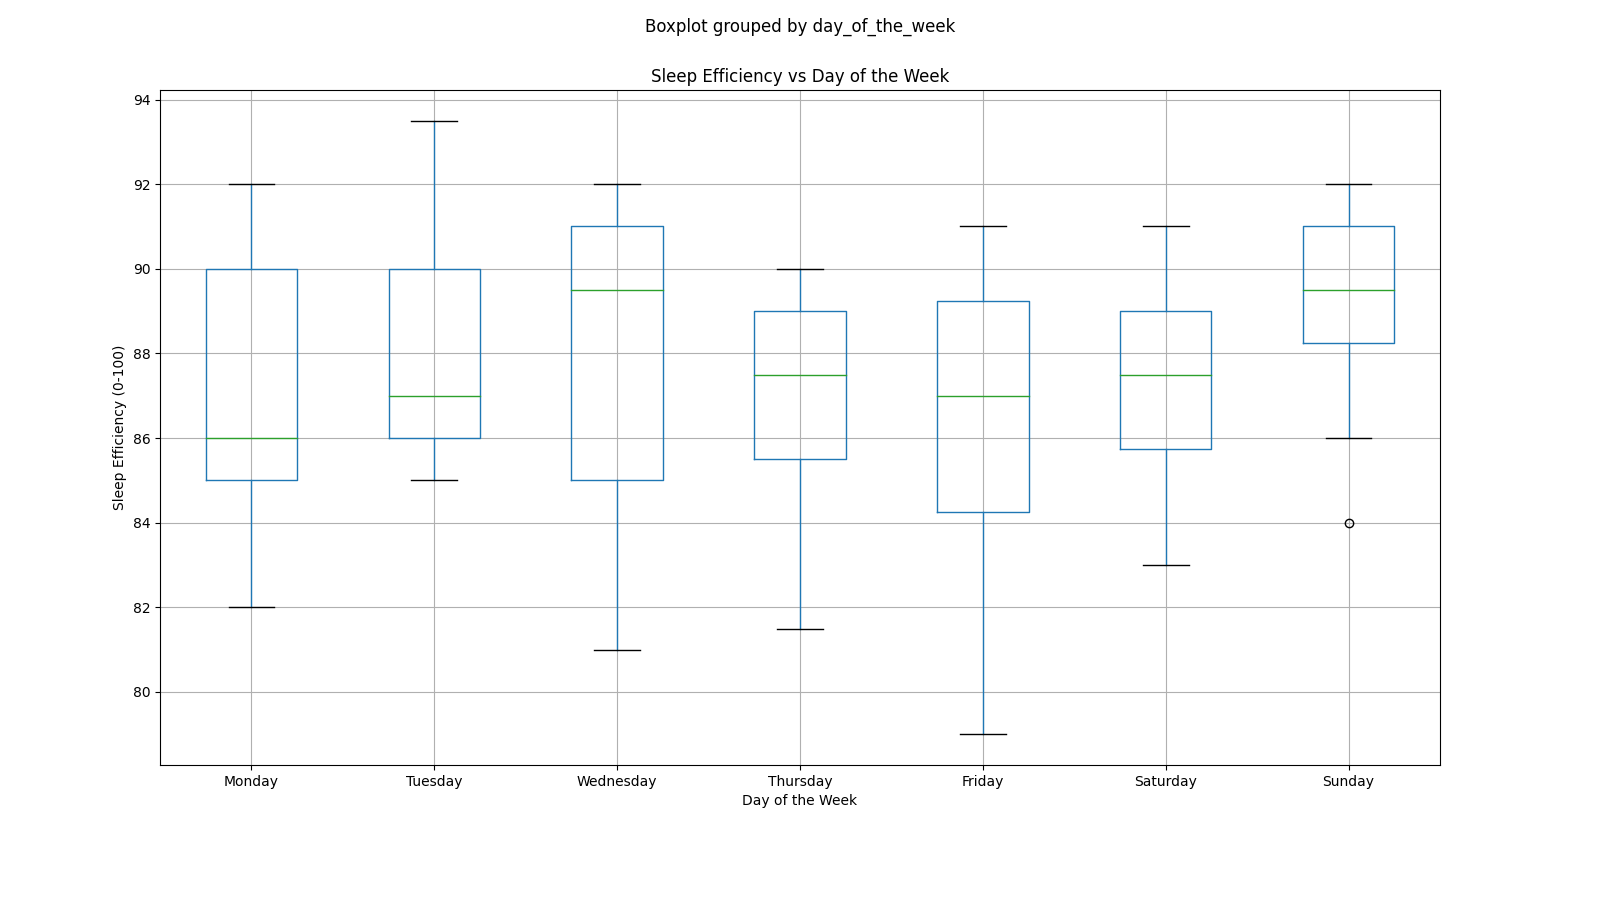 Boxplot grouped by day_of_the_week
Sleep Efficiency vs Day of the Week
Sleep Efficiency (0-100)
94
92
90
88
86
84
82
80
Monday Tuesday Wednesday Thursday Friday Saturday Sunday
Day of the Week